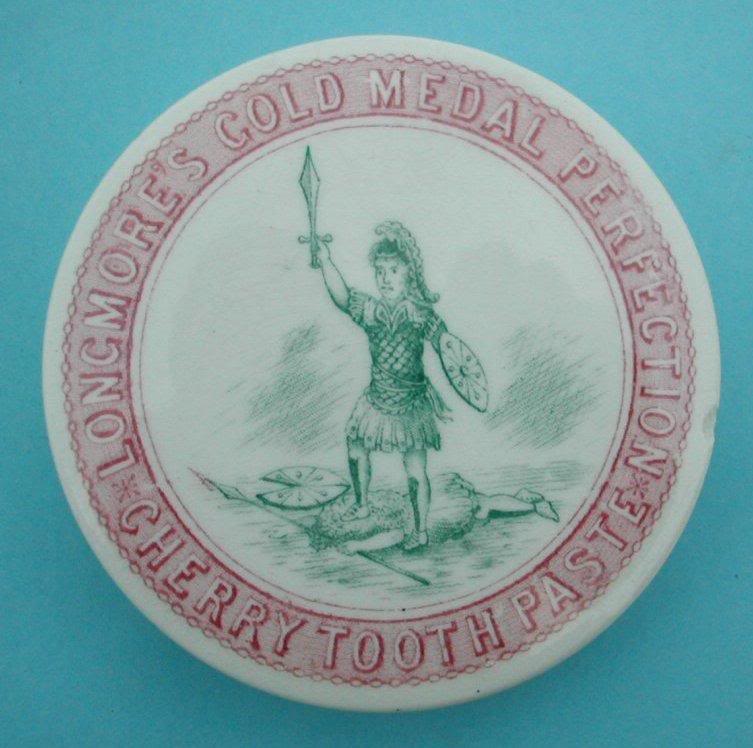 LONGMORE'S GOLD MEDAL PERFECTION
CHERRY TOOTH PASTE